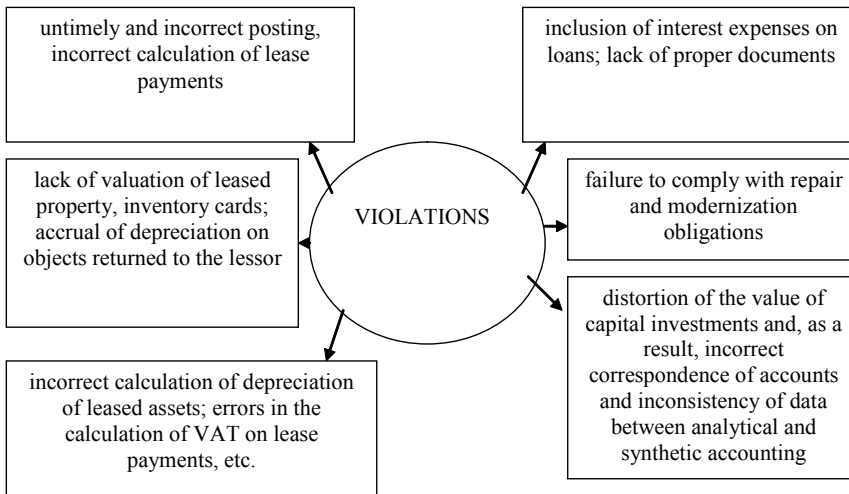 untimely and incorrect posting,
incorrect calculation of lease
payments
inclusion of interest expenses on
loans; lack of proper documents
lack of valuation of leased
property, inventory cards;
accrual of depreciation on
objects returned to the lessor
VIOLATIONS
failure to comply with repair
and modernization
obligations
incorrect calculation of depreciation
of leased assets; errors in the
calculation of VAT on lease
payments, etc.
distortion of the value of
capital investments and, as a
result, incorrect
correspondence of accounts
and inconsistency of data
between analytical and
synthetic accounting